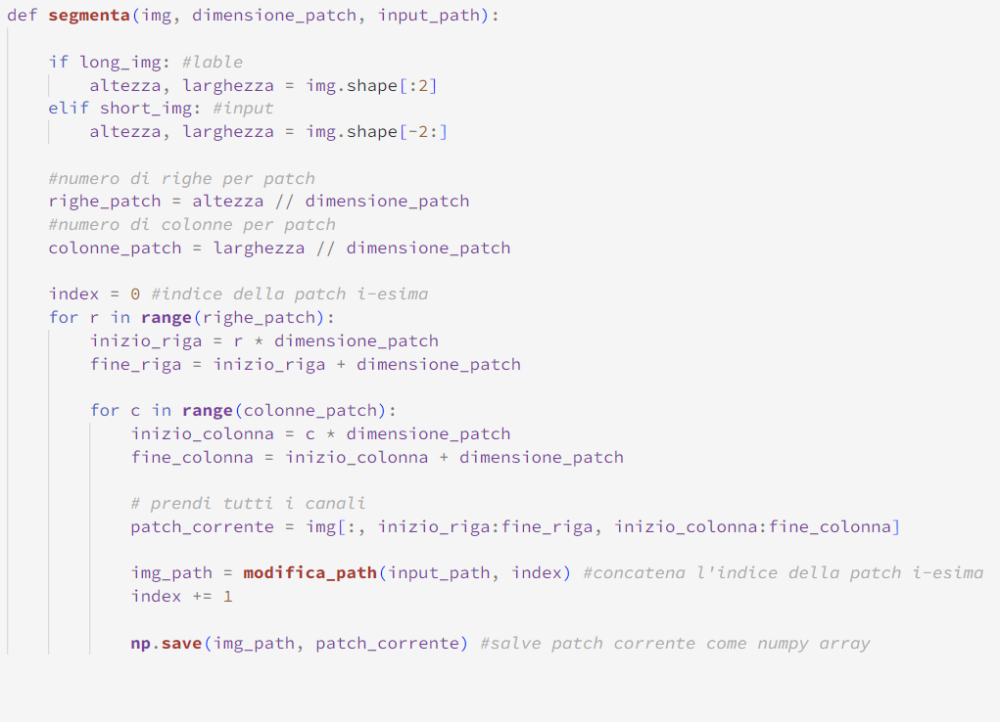 def segmenta(img, dimensione_patch, input_path):
if long_img: #lable
altezza, larghezza = img.shape[:2]
elif short_img: #input
altezza, larghezza = img.shape[-2:]
#numero di righe per patch
righe_patch = altezza // dimensione_patch
#numero di colonne per patch
colonne_patch = larghezza // dimensione_patch
index = 0 #indice della patch i-esima
for r in range(righe_patch):
inizio_riga = r * dimensione_patch
fine_riga = inizio_riga + dimensione_patch
for c in range(colonne_patch):
inizio_colonna = c * dimensione_patch
fine_colonna = inizio_colonna + dimensione_patch
# prendi tutti i canali
patch_corrente = img[:, inizio_riga:fine_riga, inizio_colonna:fine_colonna]
img_path = modifica_path(input_path, index) #concatena l'indice della patch i-esima
index += 1
np.save(img_path, patch_corrente) #salve patch corrente come numpy array